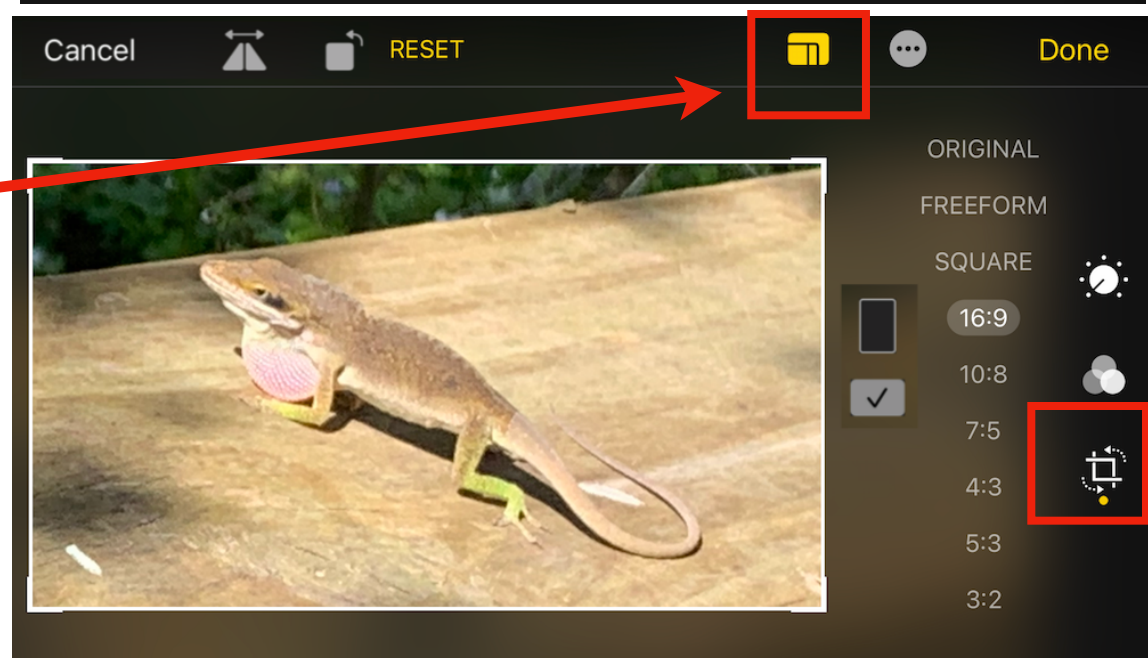 Cancel RESET Done
ORIGINAL
FREEFORM
SQUARE
16:9
10:8
7:5
4:3
5:3
3:2